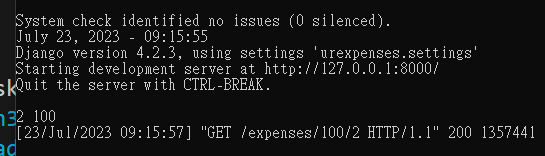 System check identified no issues (0 silenced).
July 23, 2023 - 09:15:55
Django version 4.2.3, using settings 'urexpenses.settings'
Starting development server at http://127.0.0.1:8000/
Quit the server with CTRL-BREAK.
2 100
[23/Jul/2023 09:15:57] "GET /expenses/100/2 HTTP/1.1" 200 1357441